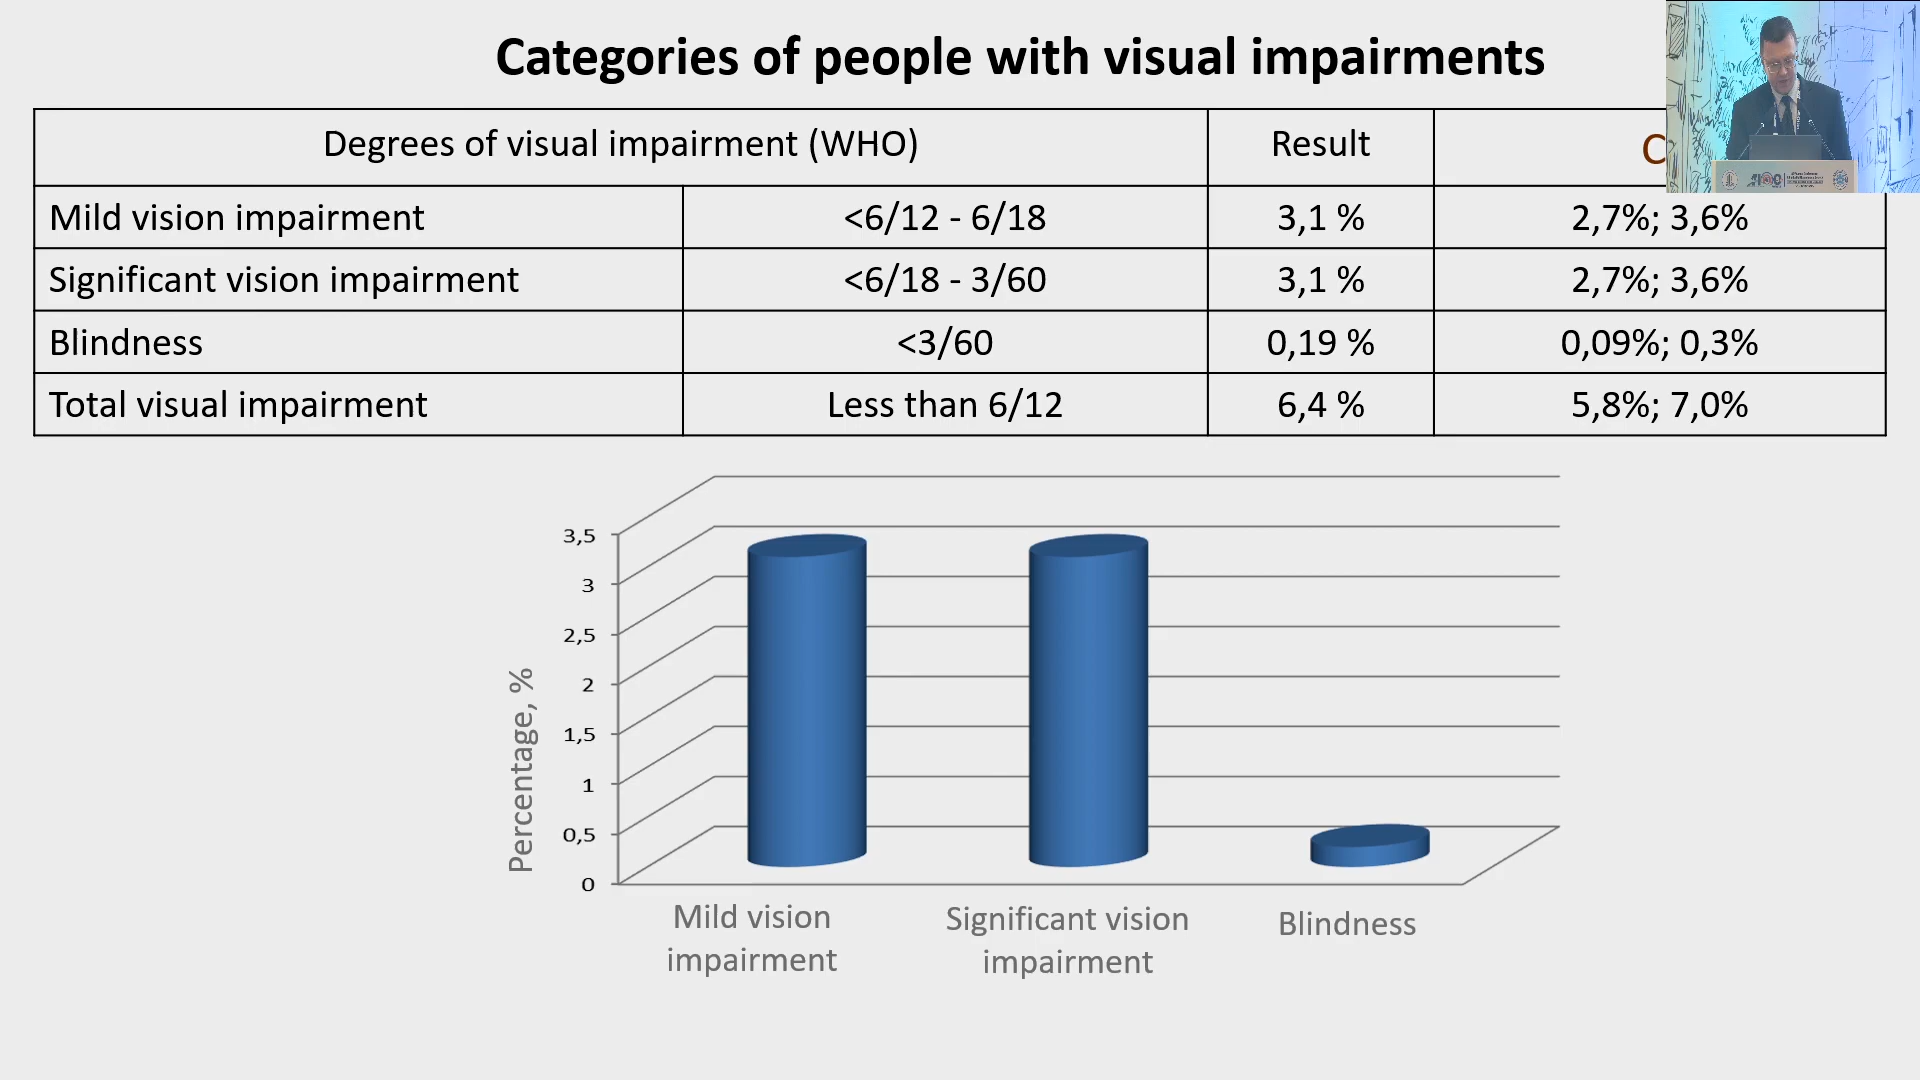 Categories of people with visual impairments
Degrees of visual impairment (WHO) Result
Mild vision impairment <6/12 - 6/18 3,1 % 2,7%; 3,6%
Significant vision impairment <6/18 - 3/60 3,1 % 2,7%; 3,6%
Blindness <3/60 0,19 % 0,09%; 0,3%
Total visual impairment Less than 6/12 6,4 % 5,8%; 7,0%
Percentage, %
3,5
3
2,5
2
1,5
1
0,5
0
Mild vision
impairment
Significant vision
impairment
Blindness